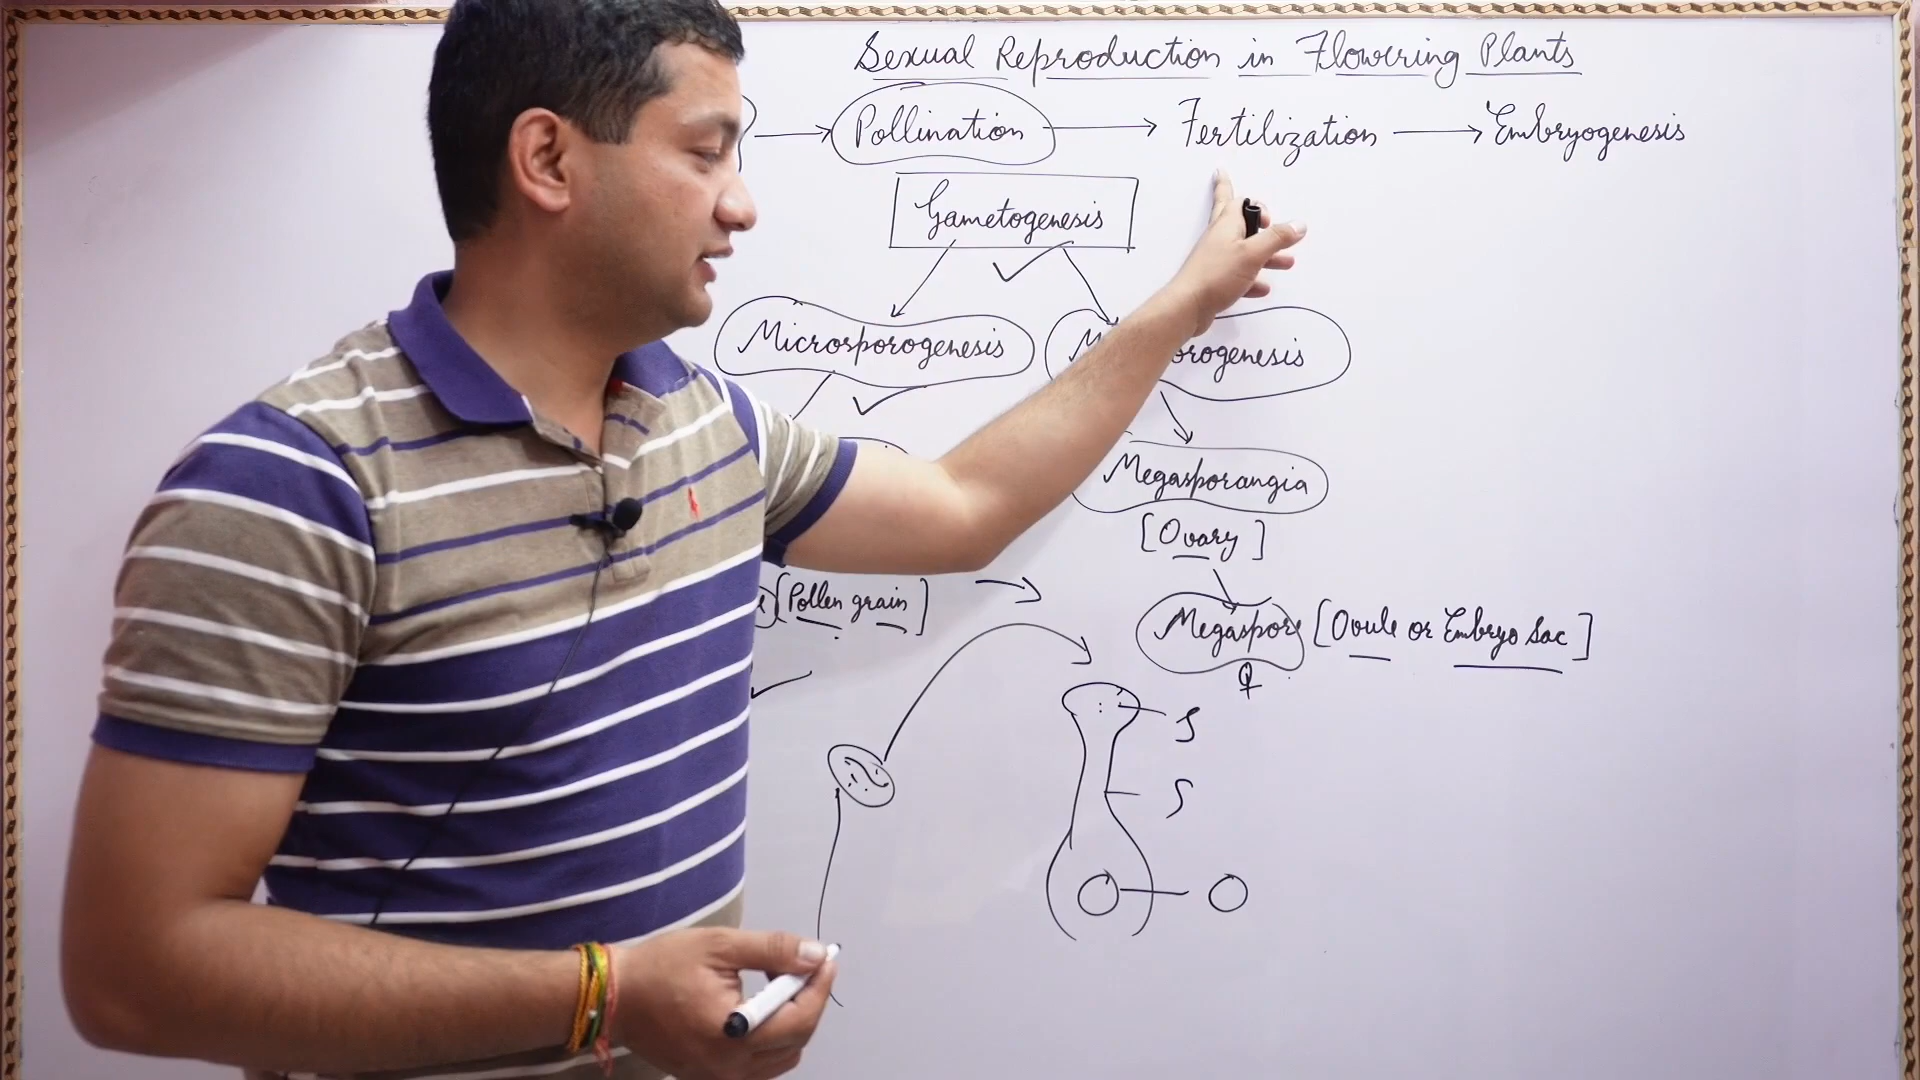 Sexual Reproduction in Flowering Plants
Pollination → Fertilization → Embryogenesis
Gametogenesis
Microsporogenesis
Megasporangia
[Ovary]
[Pollen grain] →
Megaspore [Ovule or Embryo Sac]
♀
S
S
O